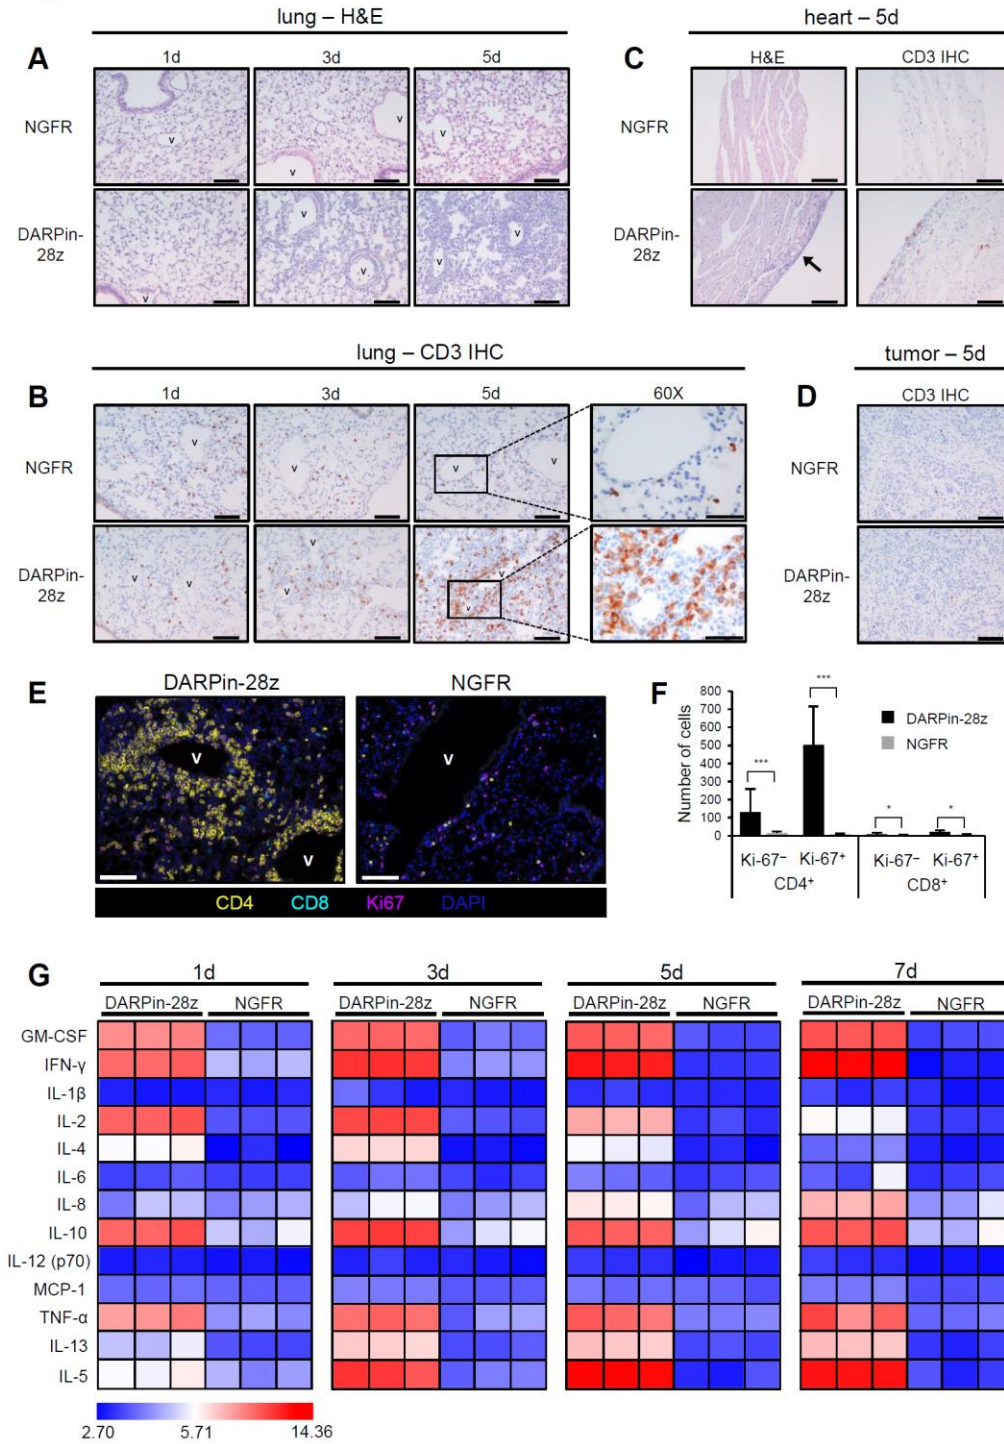 lung – H&E
heart – 5d
A
1d
3d
5d
C
H&E
CD3 IHC
NGFR
v
v
v
v
NGFR
DARPin-
28z
v
v
v
v
v
DARPin-
28z
lung – CD3 IHC
tumor – 5d
B
1d
3d
5d
60X
D
CD3 IHC
NGFR
v
v
v
v
NGFR
DARPin-
28z
v
v
v
v
v
v
DARPin-
28z
E
DARPin-28z
NGFR
V
V
V
CD4
CD8
Ki67
DAPI
F
Number of cells
800
700
600
500
400
300
200
100
0
***
***
*
*
DARPin-28z
NGFR
Ki-67⁻
Ki-67⁺
Ki-67⁻
Ki-67⁺
CD4⁺
CD8⁺
G
1d
3d
5d
7d
DARPin-28z
NGFR
DARPin-28z
NGFR
DARPin-28z
NGFR
DARPin-28z
NGFR
GM-CSF
IFN-γ
IL-1β
IL-2
IL-4
IL-6
IL-8
IL-10
IL-12 (p70)
MCP-1
TNF-α
IL-13
IL-5
2.70
5.71
14.36